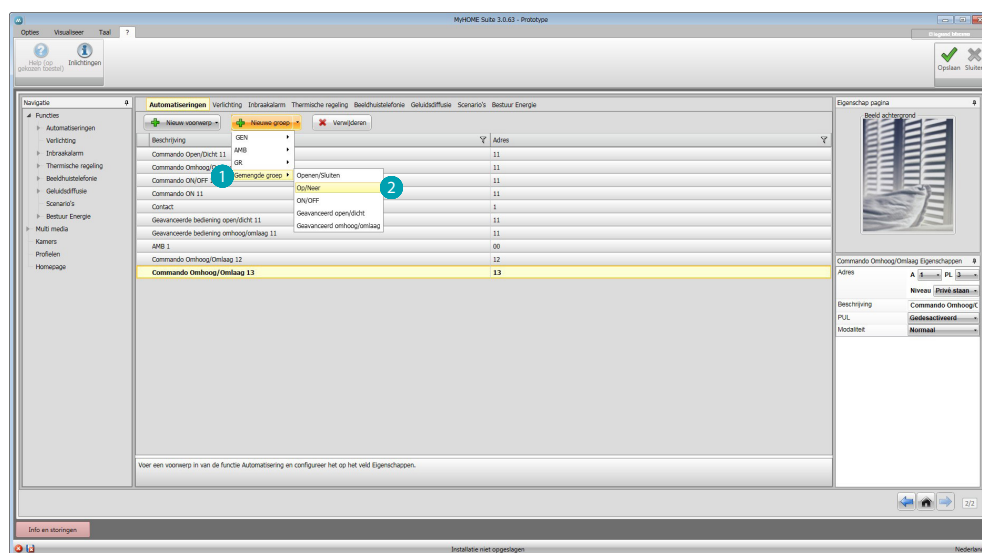 MyHOME Suite 3.0.63 - Prototype
Opties Visualiseer Taal ?
Help (op gekozen toestel)
Inlichtingen
Opslaan Sluiten
Navigatie
Functies
Automatiseringen
Verlichting
Inbraakalarm
Thermische regeling
Beeldhuistelefonie
Geluidsdiffusie
Scenario's
Bestuur Energie
Multi media
Kamers
Profielen
Homepage
Automatiseringen Verlichting Inbraakalarm Thermische regeling Beeldhuistelefonie Geluidsdiffusie Scenario's Bestuur Energie
Nieuw voorwerp Nieuwe groep Verwijderen
Beschrijving Adres
Commando Open/Dicht 11 11
Commando Omhoog/ 11
Commando ON/OFF 11
Commando ON 11 11
Contact 1
Geavanceerde bediening open/dicht 11 11
Geavanceerde bediening omhoog/omlaag 11 11
AMB 1 00
Commando Omhoog/Omlaag 12 12
Commando Omhoog/Omlaag 13 13
GEN
AMB
GR
Gemengde groep
1
Openen/Sluiten
Op/Neer
ON/OFF
Geavanceerd open/dicht
Geavanceerd omhoog/omlaag
2
Voer een voorwerp in van de functie Automatisering en configureer het op het veld Eigenschappen.
Eigenschap pagina
Beeld achtergrond
Commando Omhoog/Omlaag Eigenschappen
Adres A 1 PL 3
Niveau Privé staan
Beschrijving Commando Omhoog/C
PUL Gedesactiveerd
Modaliteit Normaal
2/2
Info en storingen
Installatie niet opgeslagen
Nederlan